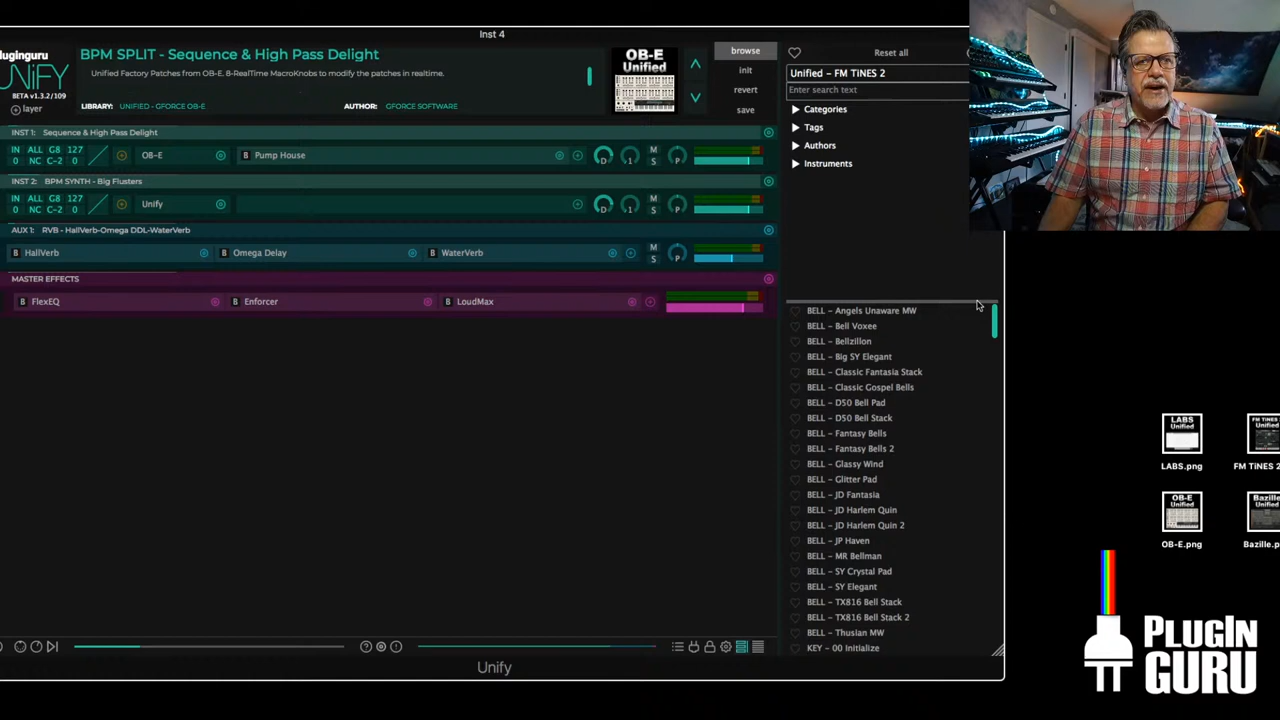 Inst 4
pluginguru
UNiFY
BETA v1.3.2/109
layer
BPM SPLIT - Sequence & High Pass Delight
Unified Factory Patches from OB-E. 8-RealTime MacroKnobs to modify the patches in realtime.
LIBRARY: UNIFIED - GFORCE OB-E
AUTHOR: GFORCE SOFTWARE
OB-E
Unified
browse
init
revert
save
INST 1: Sequence & High Pass Delight
IN ALL G8 127
0 NC C-2 0
OB-E
B Pump House
D 1 M S P
INST 2: BPM SYNTH - Big Flusters
IN ALL G8 127
0 NC C-2 0
Unify
D 1 M S P
AUX 1: RVB - HallVerb-Omega DDL-WaterVerb
B HallVerb
B Omega Delay
B WaterVerb
M S P
MASTER EFFECTS
B FlexEQ
B Enforcer
B LoudMax
Reset all
Unified – FM TiNES 2
Enter search text
Categories
Tags
Authors
Instruments
BELL – Angels Unaware MW
BELL – Bell Voxee
BELL – Bellzillon
BELL – Big SY Elegant
BELL – Classic Fantasia Stack
BELL – Classic Gospel Bells
BELL – D50 Bell Pad
BELL – D50 Bell Stack
BELL – Fantasy Bells
BELL – Fantasy Bells 2
BELL – Glassy Wind
BELL – Glitter Pad
BELL – JD Fantasia
BELL – JD Harlem Quin
BELL – JD Harlem Quin 2
BELL – JP Haven
BELL – MR Bellman
BELL – SY Crystal Pad
BELL – SY Elegant
BELL – TX816 Bell Stack
BELL – TX816 Bell Stack 2
BELL – Thusian MW
KEY – 00 Initialize
Unify
LABS
Unified
LABS.png
FM TiNES 2
Unified
FM TiNES 2
OB-E
Unified
OB-E.png
Bazille
Unified
Bazille.p
PLUGIN
GURU